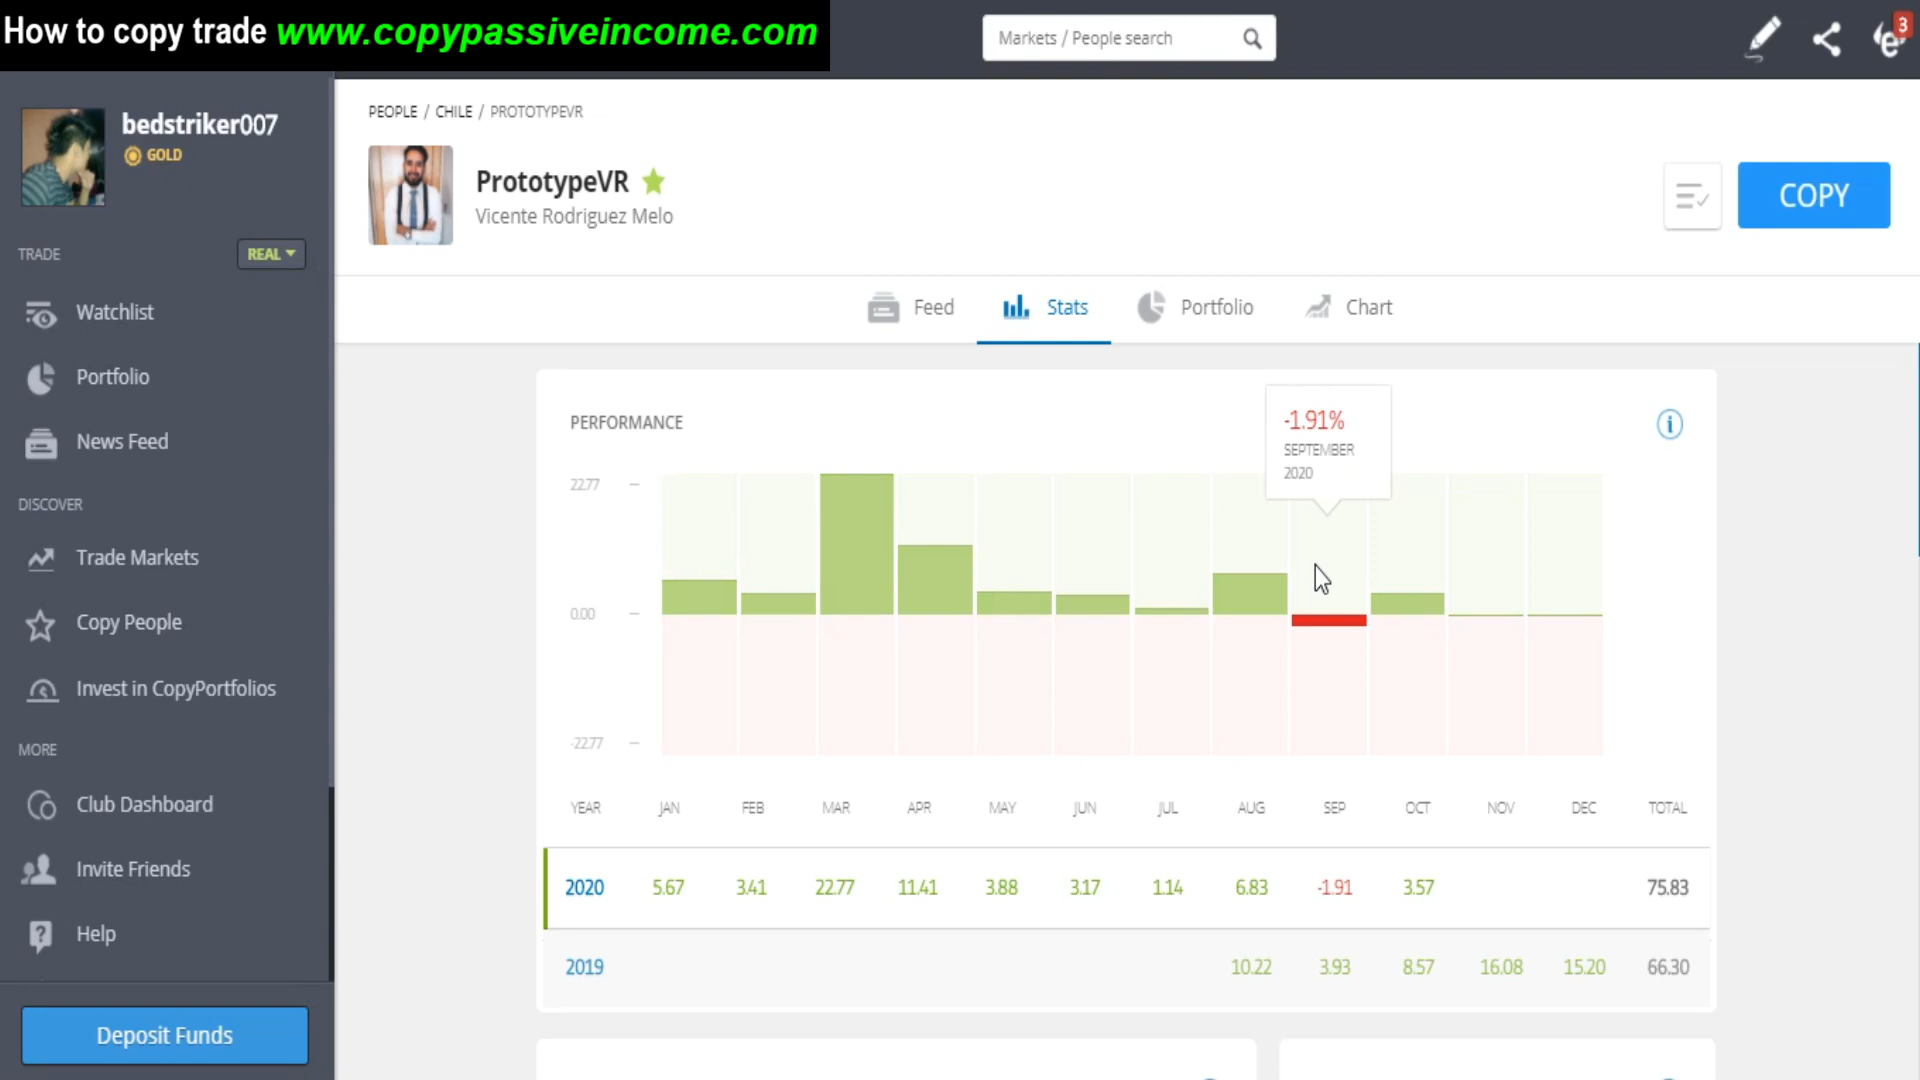 How to copy trade www.copypassiveincome.com
Markets / People search
3
bedstriker007
GOLD
TRADE
REAL
Watchlist
Portfolio
News Feed
DISCOVER
Trade Markets
Copy People
Invest in CopyPortfolios
MORE
Club Dashboard
Invite Friends
Help
Deposit Funds
PEOPLE / CHILE / PROTOTYPEVR
PrototypeVR
Vicente Rodriguez Melo
COPY
Feed
Stats
Portfolio
Chart
PERFORMANCE
-1.91%
SEPTEMBER
2020
22.77
0.00
-22.77
YEAR JAN FEB MAR APR MAY JUN JUL AUG SEP OCT NOV DEC TOTAL
2020 5.67 3.41 22.77 11.41 3.88 3.17 1.14 6.83 -1.91 3.57 75.83
2019 10.22 3.93 8.57 16.08 15.20 66.30